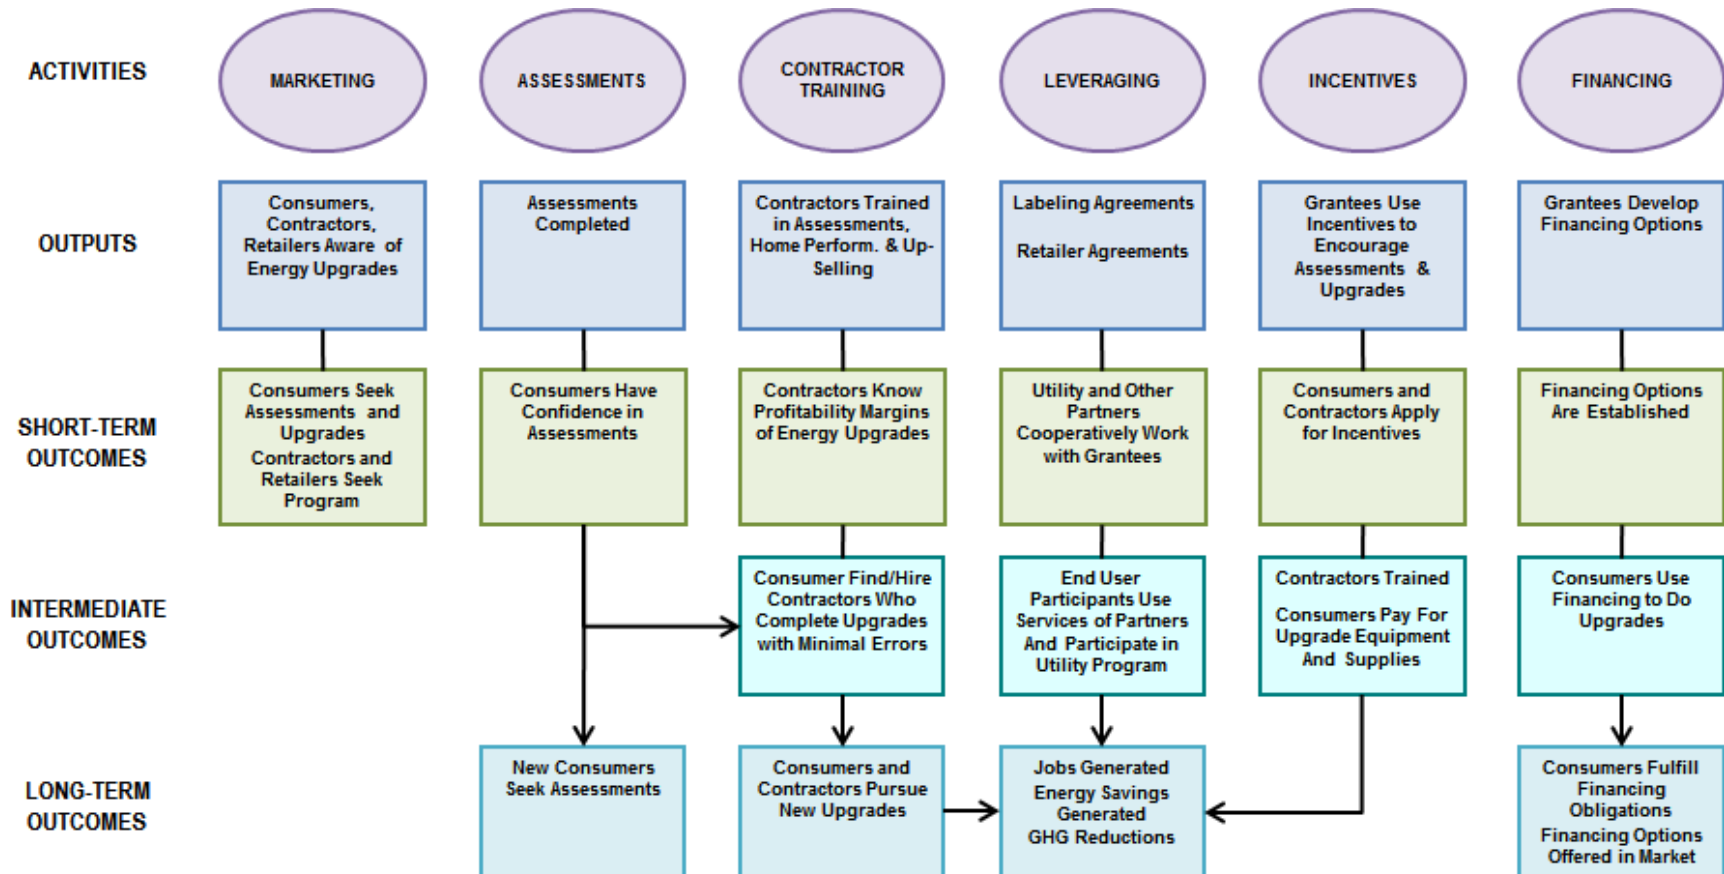 ACTIVITIES
MARKETING
ASSESSMENTS
CONTRACTOR
TRAINING
LEVERAGING
INCENTIVES
FINANCING
OUTPUTS
Consumers,
Contractors,
Retailers Aware of
Energy Upgrades
Assessments
Completed
Contractors Trained
in Assessments,
Home Perform. & Up-
Selling
Labeling Agreements
Retailer Agreements
Grantees Use
Incentives to
Encourage
Assessments &
Upgrades
Grantees Develop
Financing Options
SHORT-TERM
OUTCOMES
Consumers Seek
Assessments and
Upgrades
Contractors and
Retailers Seek
Program
Consumers Have
Confidence in
Assessments
Contractors Know
Profitability Margins
of Energy Upgrades
Utility and Other
Partners
Cooperatively Work
with Grantees
Consumers and
Contractors Apply
for Incentives
Financing Options
Are Established
INTERMEDIATE
OUTCOMES
Consumer Find/Hire
Contractors Who
Complete Upgrades
with Minimal Errors
End User
Participants Use
Services of Partners
And Participate in
Utility Program
Contractors Trained
Consumers Pay For
Upgrade Equipment
And Supplies
Consumers Use
Financing to Do
Upgrades
LONG-TERM
OUTCOMES
New Consumers
Seek Assessments
Consumers and
Contractors Pursue
New Upgrades
Jobs Generated
Energy Savings
Generated
GHG Reductions
Consumers Fulfill
Financing
Obligations
Financing Options
Offered in Market